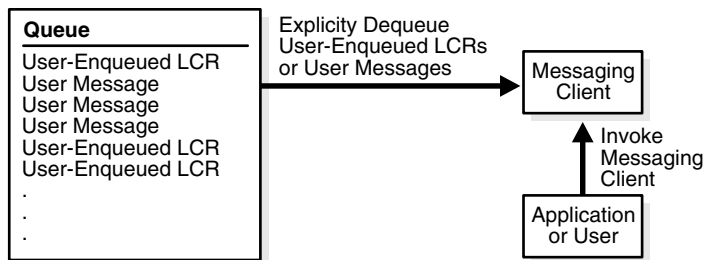 Queue
User-Enqueued LCR
User Message
User Message
User Message
User-Enqueued LCR
User-Enqueued LCR
.
.
.
Explicity Dequeue
User-Enqueued LCRs
or User Messages
Messaging
Client
Invoke
Messaging
Client
Application
or User